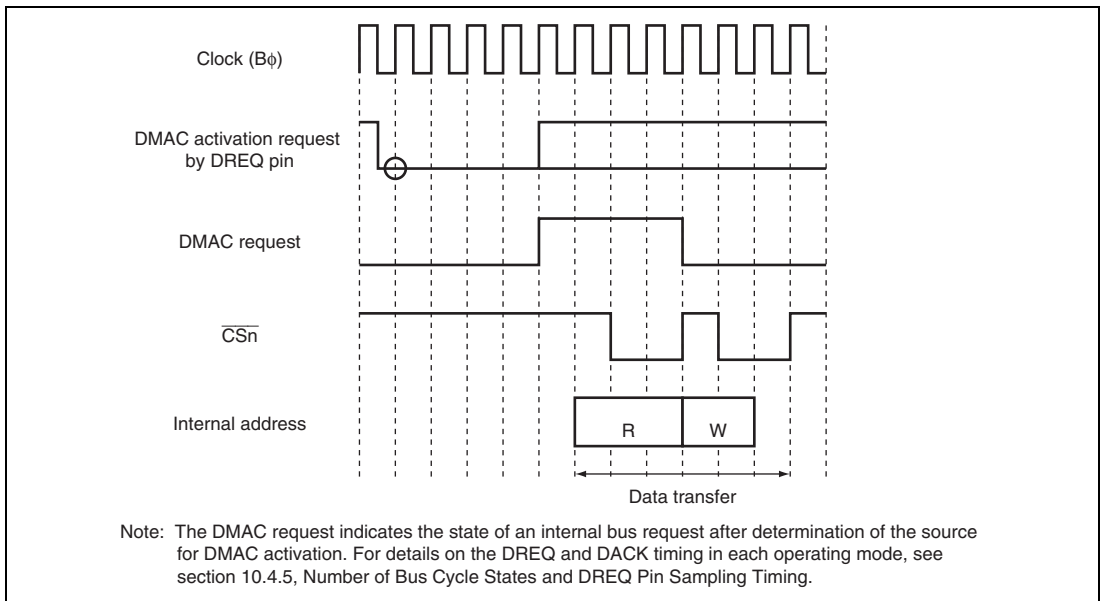 Clock (Bϕ)
DMAC activation request
by DREQ pin
DMAC request
CSn
Internal address
R
W
Data transfer
Note: The DMAC request indicates the state of an internal bus request after determination of the source
for DMAC activation. For details on the DREQ and DACK timing in each operating mode, see
section 10.4.5, Number of Bus Cycle States and DREQ Pin Sampling Timing.